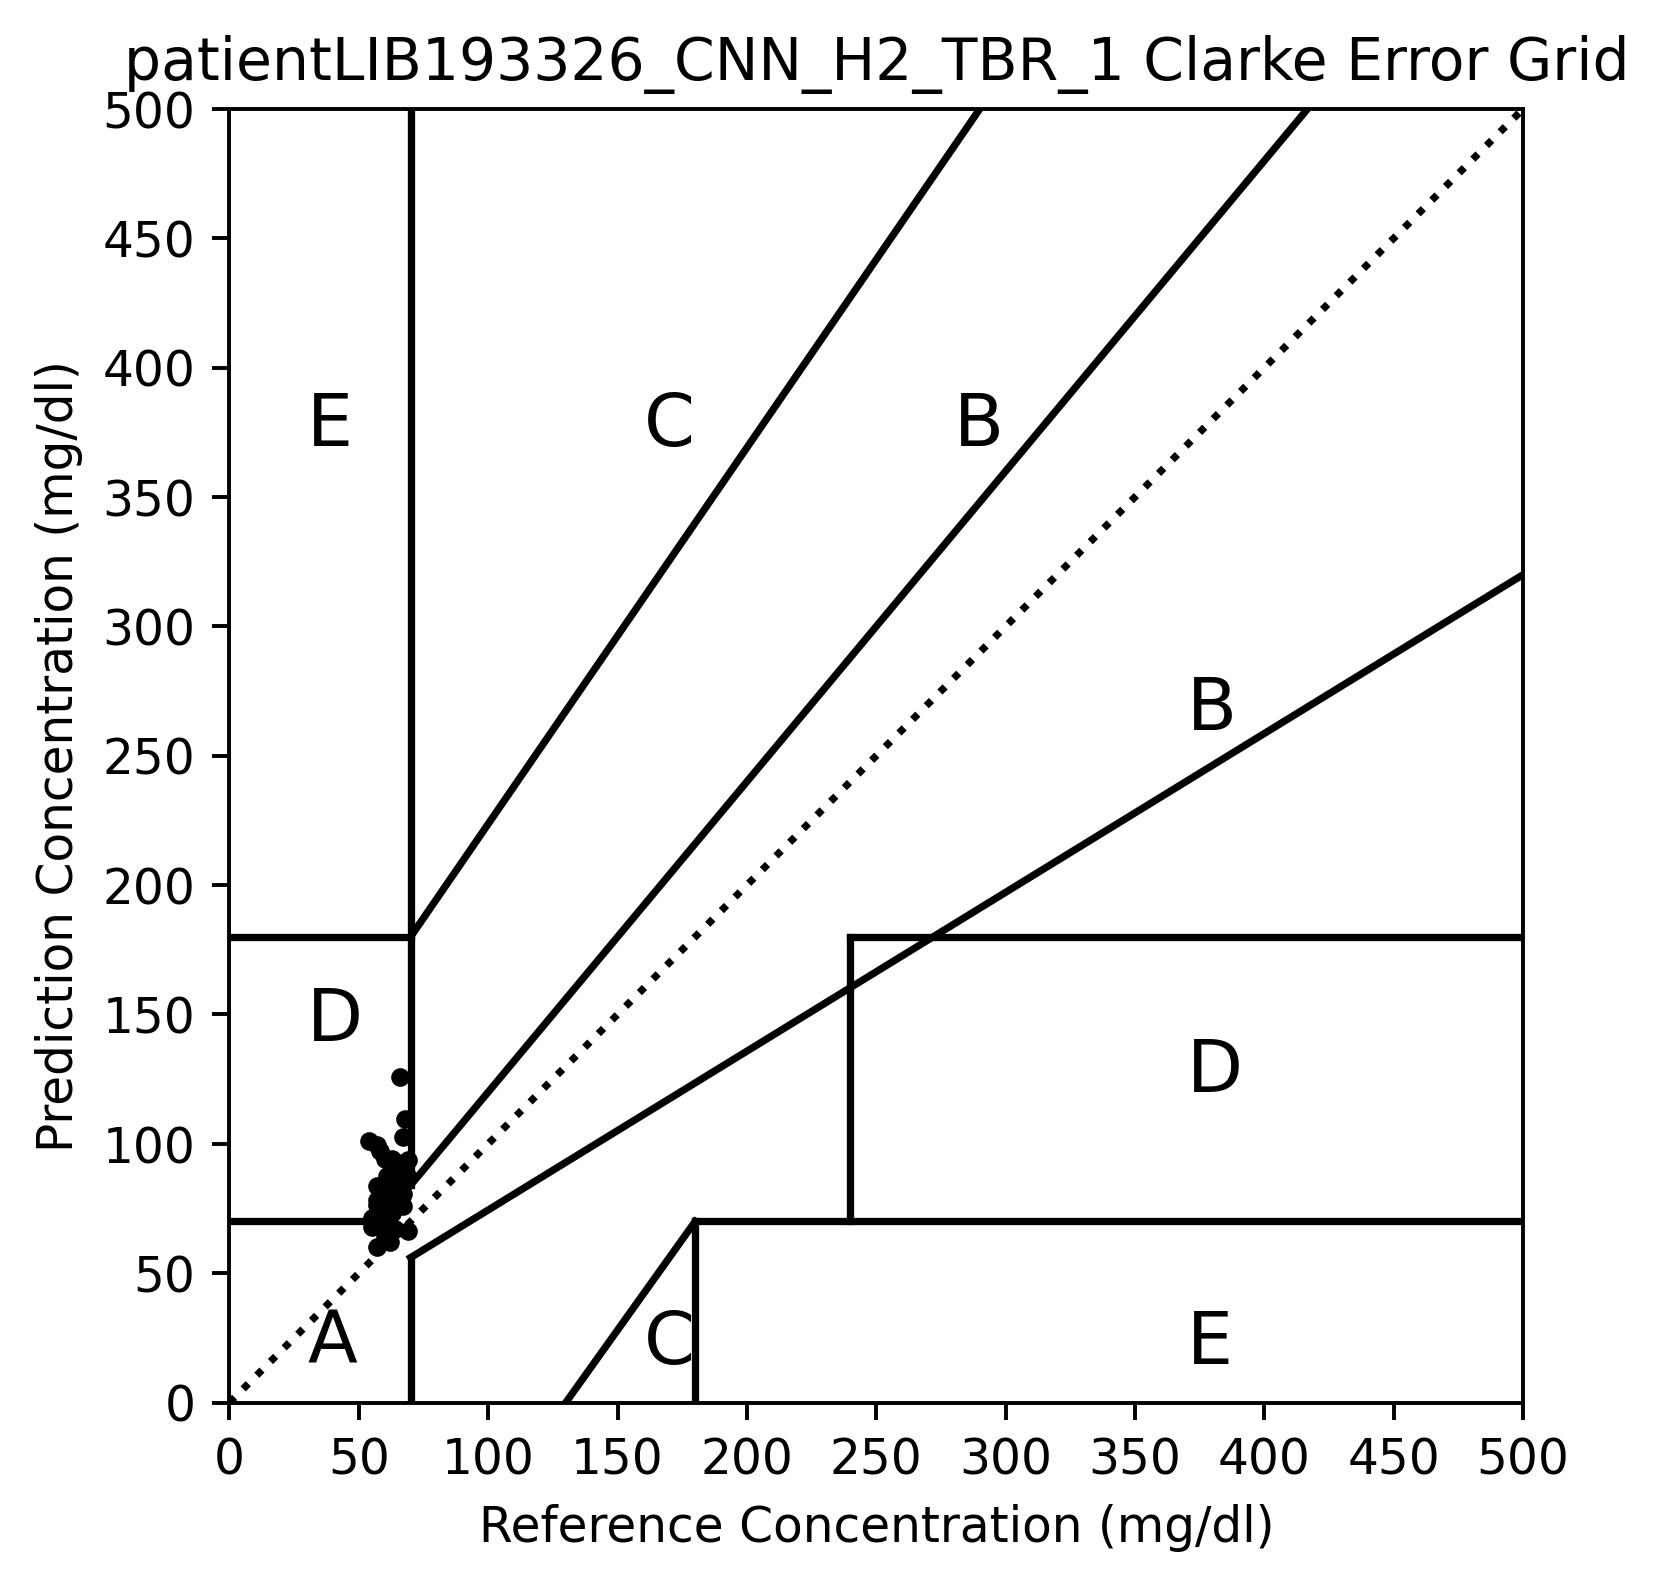 patientLIB193326_CNN_H2_TBR_1 Clarke Error Grid
500
450
400
350
300
250
200
150
100
50
0
Prediction Concentration (mg/dl)
E
C
B
B
D
D
A
C
E
0 50 100 150 200 250 300 350 400 450 500
Reference Concentration (mg/dl)